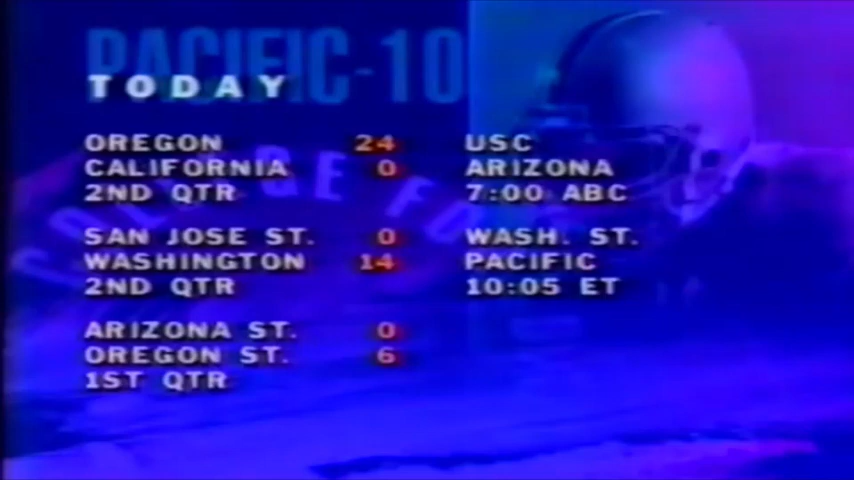 PACIFIC-10
TODAY
OREGON 24
CALIFORNIA 0
2ND QTR
SAN JOSE ST. 0
WASHINGTON 14
2ND QTR
ARIZONA ST. 0
OREGON ST. 6
1ST QTR
USC
ARIZONA
7:00 ABC
WASH. ST.
PACIFIC
10:05 ET